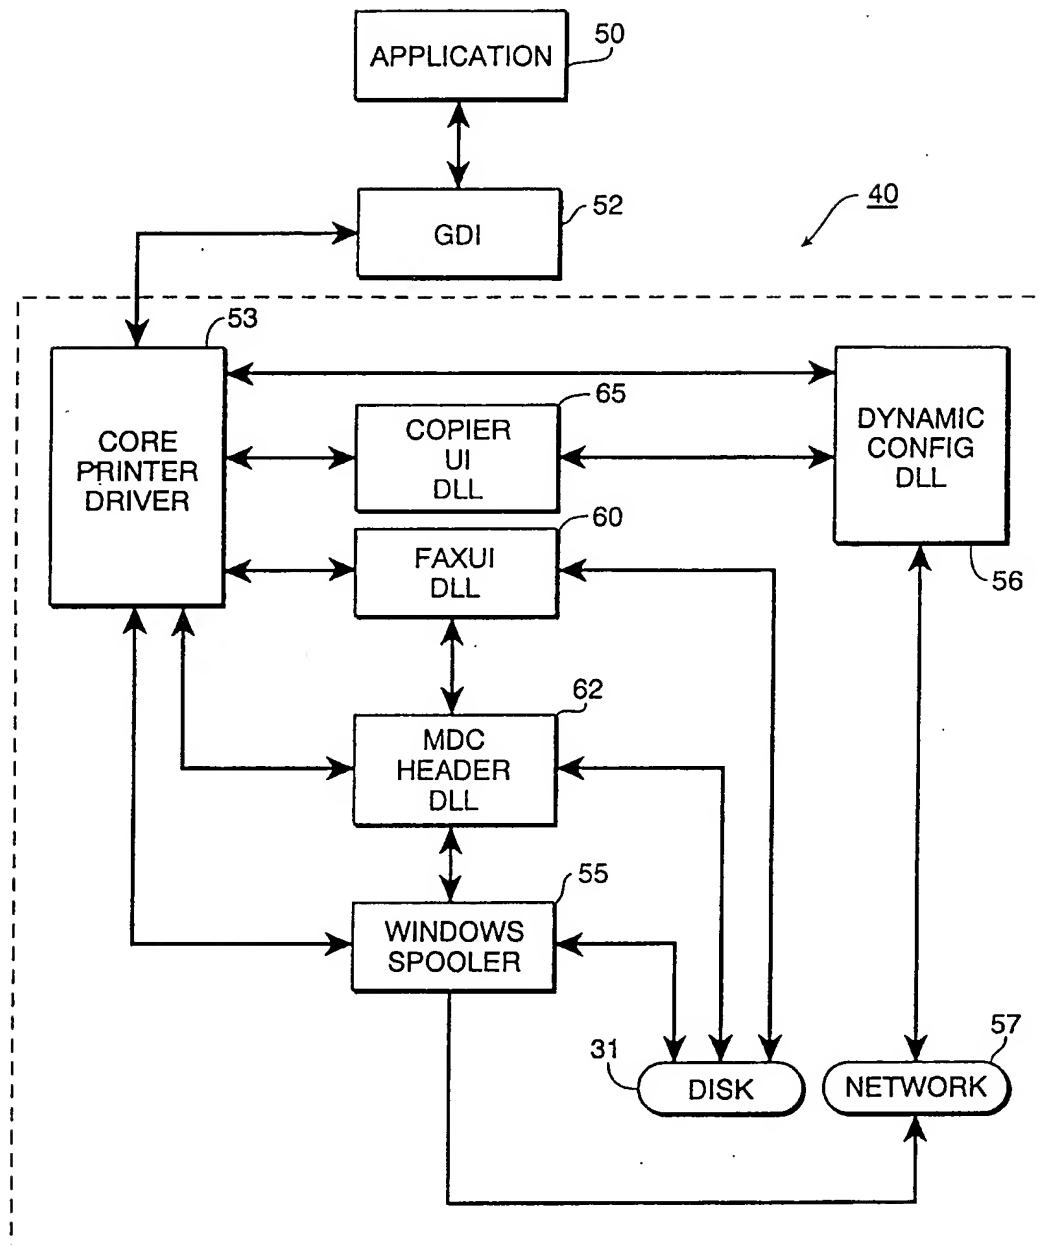 APPLICATION
50
GDI
52
40
53
CORE
PRINTER
DRIVER
65
COPIER
UI
DLL
DYNAMIC
CONFIG
DLL
56
60
FAXUI
DLL
62
MDC
HEADER
DLL
55
WINDOWS
SPOOLER
31
DISK
57
NETWORK